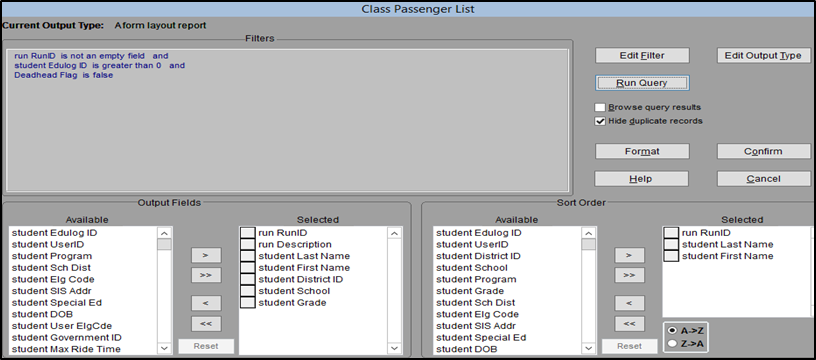 Class Passenger List
Current Output Type: Aform layout report
Filters
run RunID is not an empty field and
student Edulog ID is greater than 0 and
Deadhead Flag is false
Edit Filter
Edit Output Type
Run Query
Browse query results
Hide duplicate records
Format
Confirm
Help
Cancel
Output Fields
Available
student Edulog ID
student UserID
student Program
student Sch Dist
student Elg Code
student SIS Addr
student Special Ed
student DOB
student User ElgCde
student Government ID
student Max Ride Time
>
>>
<
<<
Reset
Selected
run RunID
run Description
student Last Name
student First Name
student District ID
student School
student Grade
Sort Order
Available
student Edulog ID
student UserID
student District ID
student School
student Program
student Grade
student Sch Dist
student Elg Code
student SIS Addr
student Special Ed
student DOB
>
>>
<
<<
Reset
Selected
run RunID
student Last Name
student First Name
A->Z
Z->A